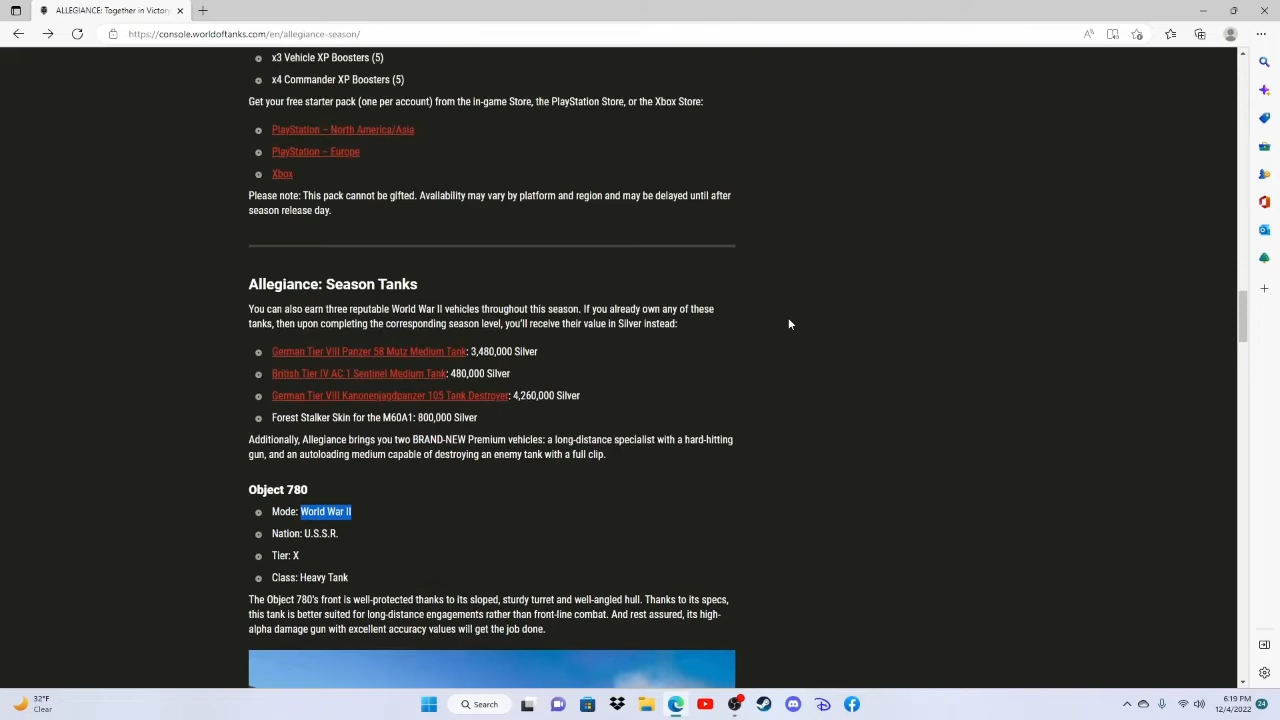 ALLEGIANCE Together in Victory
https://console.worldoftanks.com/en/allegiance-season/
x3 Vehicle XP Boosters (5)
x4 Commander XP Boosters (5)
Get your free starter pack (one per account) from the in-game Store, the PlayStation Store, or the Xbox Store:
PlayStation – North America/Asia
PlayStation – Europe
Xbox
Please note: This pack cannot be gifted. Availability may vary by platform and region and may be delayed until after
season release day.
Allegiance: Season Tanks
You can also earn three reputable World War II vehicles throughout this season. If you already own any of these
tanks, then upon completing the corresponding season level, you'll receive their value in Silver instead:
German Tier VIII Panzer 58 Mutz Medium Tank: 3,480,000 Silver
British Tier IV AC 1 Sentinel Medium Tank: 480,000 Silver
German Tier VIII Kanonenjagdpanzer 105 Tank Destroyer: 4,260,000 Silver
Forest Stalker Skin for the M60A1: 800,000 Silver
Additionally, Allegiance brings you two BRAND-NEW Premium vehicles: a long-distance specialist with a hard-hitting
gun, and an autoloading medium capable of destroying an enemy tank with a full clip.
Object 780
Mode: World War II
Nation: U.S.S.R.
Tier: X
Class: Heavy Tank
The Object 780's front is well-protected thanks to its sloped, sturdy turret and well-angled hull. Thanks to its specs,
this tank is better suited for long-distance engagements rather than front-line combat. And rest assured, its high-
alpha damage gun with excellent accuracy values will get the job done.
32°F
Clear
Search
6:19 PM
12/4/2022